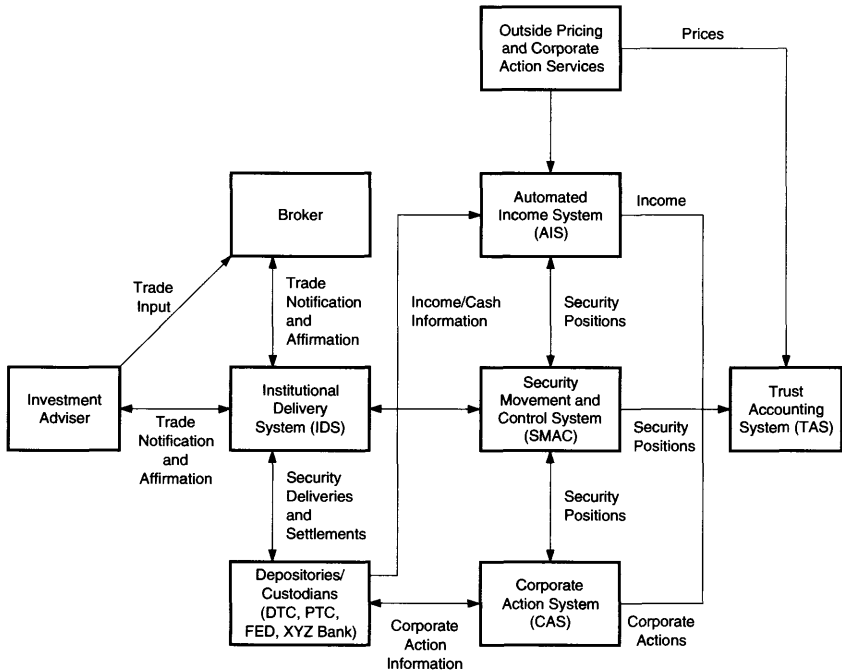 Outside Pricing
and Corporate
Action Services
Prices
Automated
Income System
(AIS)
Income
Broker
Trade
Input
Trade
Notification
and
Affirmation
Income/Cash
Information
Security
Positions
Investment
Adviser
Institutional
Delivery
System (IDS)
Security
Movement and
Control System
(SMAC)
Trust
Accounting
System (TAS)
Trade
Notification
and
Affirmation
Security
Positions
Security
Deliveries
and
Settlements
Security
Positions
Depositories/
Custodians
(DTC, PTC,
FED, XYZ Bank)
Corporate
Action
Information
Corporate
Action System
(CAS)
Corporate
Actions